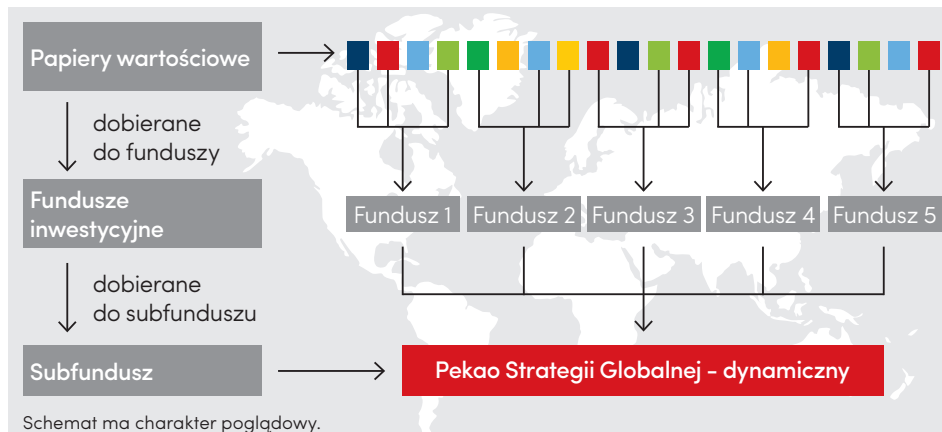 Papiery wartościowe
dobierane
do funduszy
Fundusze
inwestycyjne
Fundusz 1
Fundusz 2
Fundusz 3
Fundusz 4
Fundusz 5
dobierane
do subfunduszu
Subfundusz
Pekao Strategii Globalnej - dynamiczny
Schemat ma charakter poglądowy.